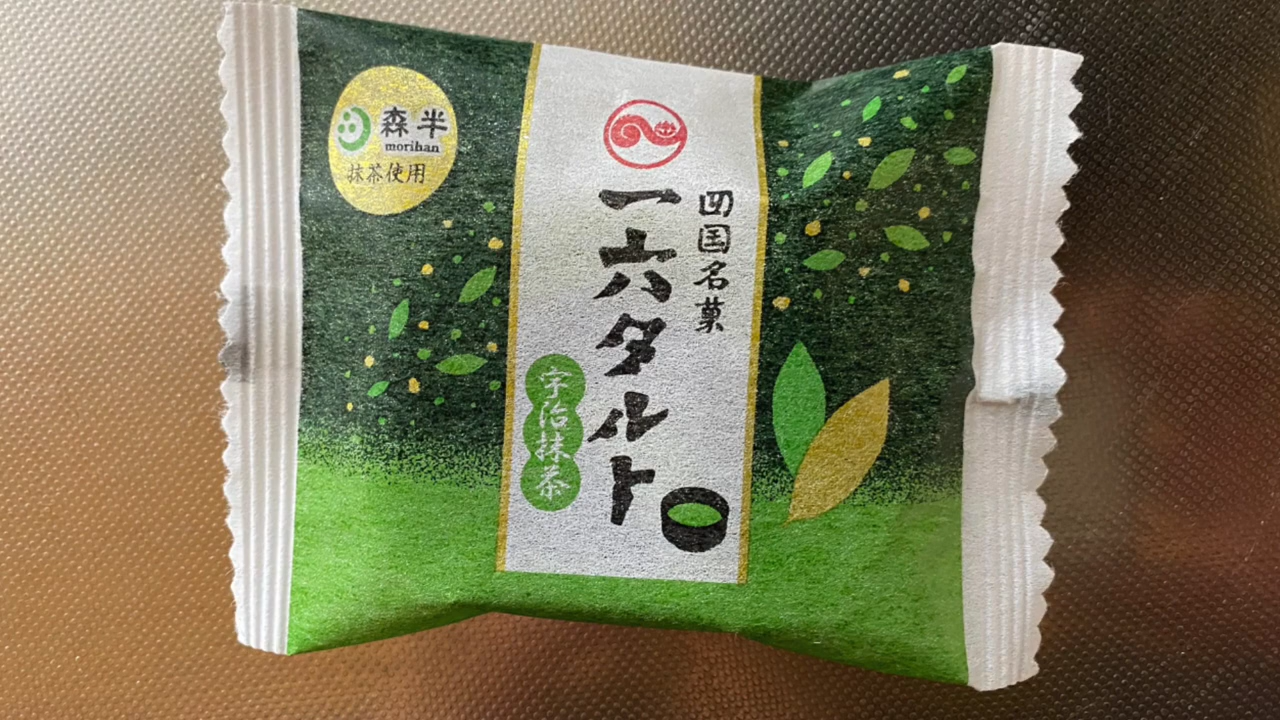 森半
morihan
抹茶使用
四国名菓
一六タルト
宇治抹茶